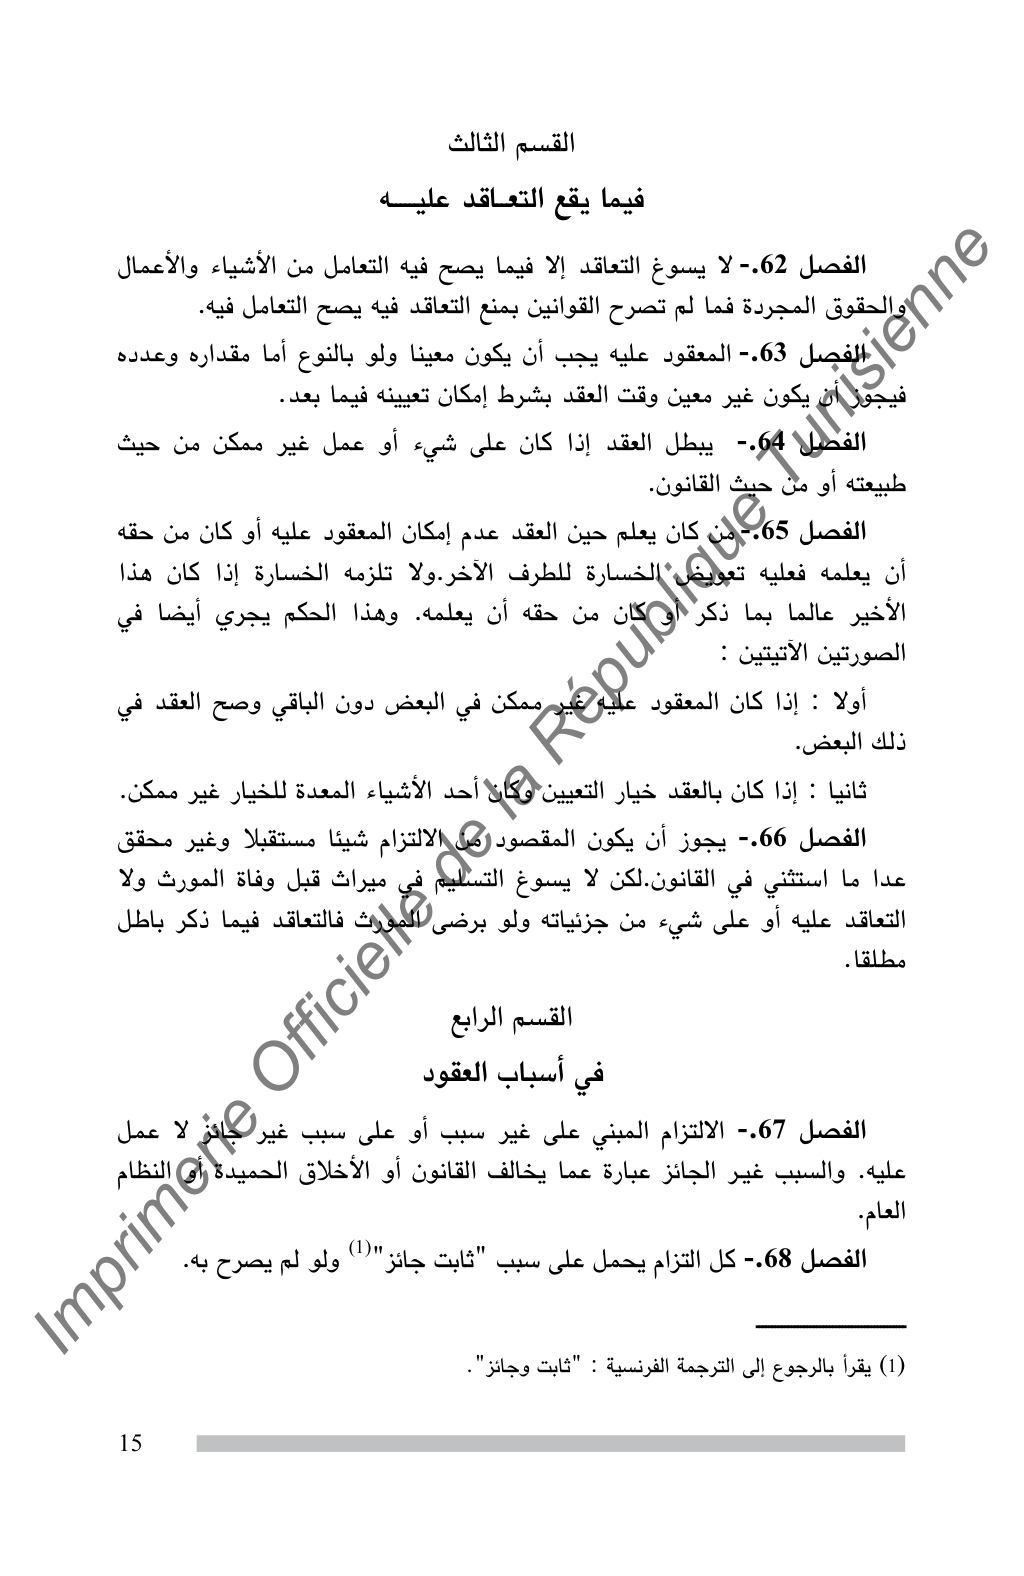 القسم الثالث
فيما يقع التعــاقد عليـــــه
الفصل 62.- لا يسوغ التعاقد إلا فيما يصح فيه التعامل من الأشياء والأعمال
والحقوق المجردة فما لم تصرح القوانين بمنع التعاقد فيه يصح التعامل فيه.
الفصل 63.- المعقود عليه يجب أن يكون معينا ولو بالنوع أما مقداره وعدده
فيجوز أن يكون غير معين وقت العقد بشرط إمكان تعيينه فيما بعد.
الفصل 64.- يبطل العقد إذا كان على شيء أو عمل غير ممكن من حيث
طبيعته أو من حيث القانون.
الفصل 65.- من كان يعلم حين العقد عدم إمكان المعقود عليه أو كان من حقه
أن يعلمه فعليه تعويض الخسارة للطرف الآخر.ولا تلزمه الخسارة إذا كان هذا
الأخير عالما بما ذكر أو كان من حقه أن يعلمه. وهذا الحكم يجري أيضا في
الصورتين الآتيتين :
أولا : إذا كان المعقود عليه غير ممكن في البعض دون الباقي وصح العقد في
ذلك البعض.
ثانيا : إذا كان بالعقد خيار التعيين وكان أحد الأشياء المعدة للخيار غير ممكن.
الفصل 66.- يجوز أن يكون المقصود من الالتزام شيئا مستقبلا وغير محقق
عدا ما استثني في القانون.لكن لا يسوغ التسليم في ميراث قبل وفاة المورث ولا
التعاقد عليه أو على شيء من جزئياته ولو برضى المورث فالتعاقد فيما ذكر باطل
مطلقا.
القسم الرابع
في أسباب العقود
الفصل 67.- الالتزام المبني على غير سبب أو على سبب غير جائز لا عمل
عليه. والسبب غير الجائز عبارة عما يخالف القانون أو الأخلاق الحميدة أو النظام
العام.
الفصل 68.- كل التزام يحمل على سبب "ثابت جائز"(1) ولو لم يصرح به.
(1) يقرأ بالرجوع إلى الترجمة الفرنسية : "ثابت وجائز".
15
Imprimerie Officielle de la République Tunisienne